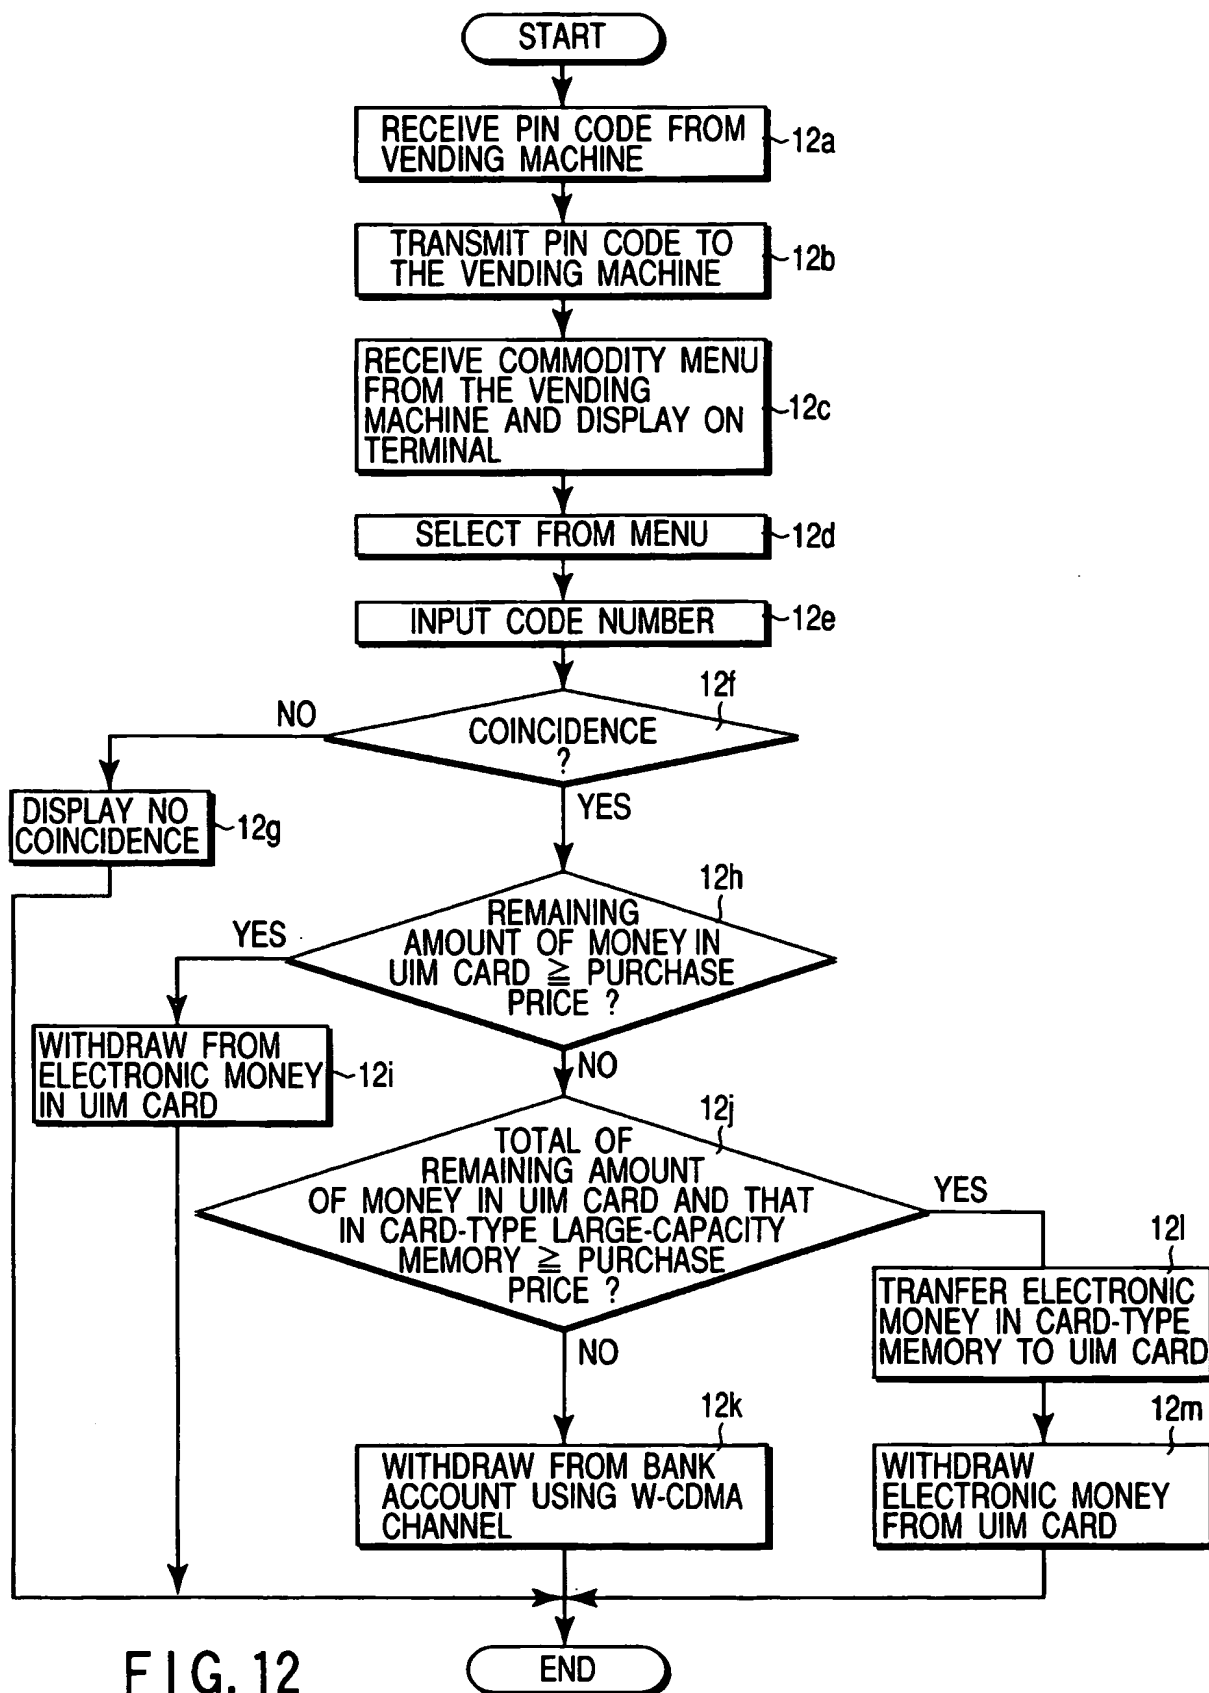 START
RECEIVE PIN CODE FROM
VENDING MACHINE
12a
TRANSMIT PIN CODE TO
THE VENDING MACHINE
12b
RECEIVE COMMODITY MENU
FROM THE VENDING
MACHINE AND DISPLAY ON
TERMINAL
12c
SELECT FROM MENU
12d
INPUT CODE NUMBER
12e
12f
NO
COINCIDENCE
?
YES
DISPLAY NO
COINCIDENCE
12g
12h
YES
REMAINING
AMOUNT OF MONEY IN
UIM CARD ≧ PURCHASE
PRICE ?
NO
WITHDRAW FROM
ELECTRONIC MONEY
IN UIM CARD
12i
12j
TOTAL OF
REMAINING AMOUNT
OF MONEY IN UIM CARD AND THAT
IN CARD-TYPE LARGE-CAPACITY
MEMORY ≧ PURCHASE
PRICE ?
YES
NO
12l
TRANFER ELECTRONIC
MONEY IN CARD-TYPE
MEMORY TO UIM CARD
12k
WITHDRAW FROM BANK
ACCOUNT USING W-CDMA
CHANNEL
12m
WITHDRAW
ELECTRONIC MONEY
FROM UIM CARD
END
FIG. 12